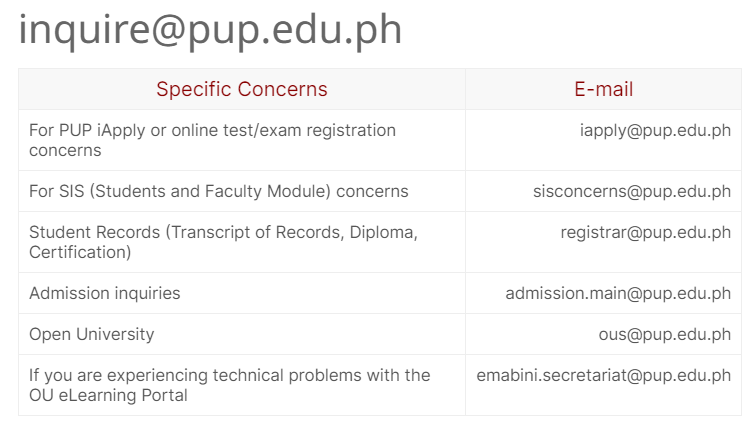 inquire@pup.edu.ph
Specific Concerns E-mail
For PUP iApply or online test/exam registration iapply@pup.edu.ph
concerns
For SIS (Students and Faculty Module) concerns sisconcerns@pup.edu.ph
Student Records (Transcript of Records, Diploma, registrar@pup.edu.ph
Certification)
Admission inquiries admission.main@pup.edu.ph
Open University ous@pup.edu.ph
If you are experiencing technical problems with the emabini.secretariat@pup.edu.ph
OU eLearning Portal